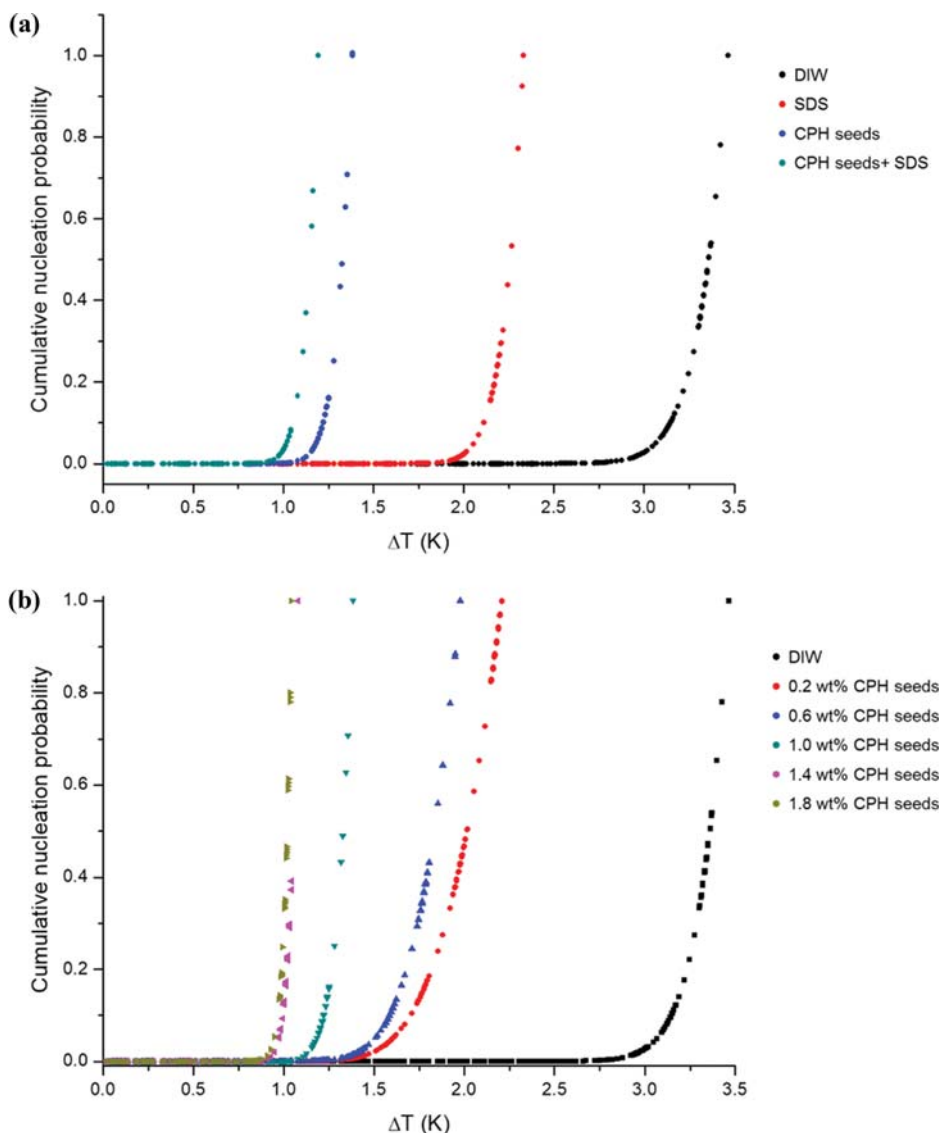 (a)
1.0
0.8
0.6
0.4
0.2
0.0
Cumulative nucleation probability
0.0 0.5 1.0 1.5 2.0 2.5 3.0 3.5
ΔT (K)
DIW
SDS
CPH seeds
CPH seeds+ SDS
(b)
1.0
0.8
0.6
0.4
0.2
0.0
Cumulative nucleation probability
0.0 0.5 1.0 1.5 2.0 2.5 3.0 3.5
ΔT (K)
DIW
0.2 wt% CPH seeds
0.6 wt% CPH seeds
1.0 wt% CPH seeds
1.4 wt% CPH seeds
1.8 wt% CPH seeds